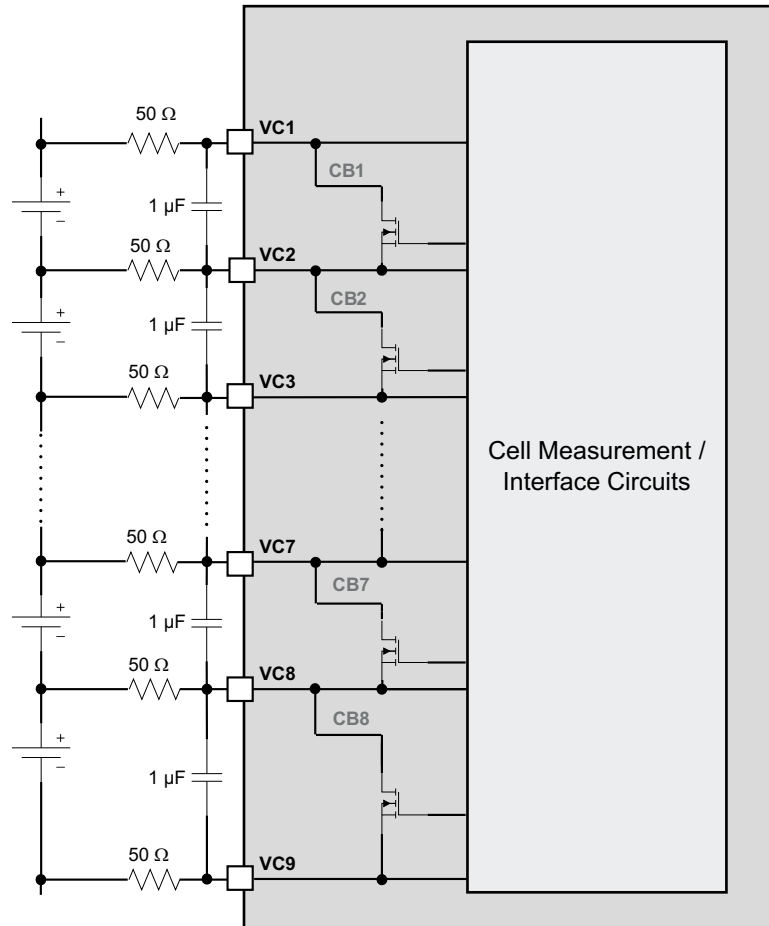 50 Ω
VC1
CB1
+
1 µF
–
50 Ω
VC2
CB2
+
1 µF
–
50 Ω
VC3
Cell Measurement /
Interface Circuits
50 Ω
VC7
CB7
+
1 µF
–
50 Ω
VC8
CB8
+
1 µF
–
50 Ω
VC9